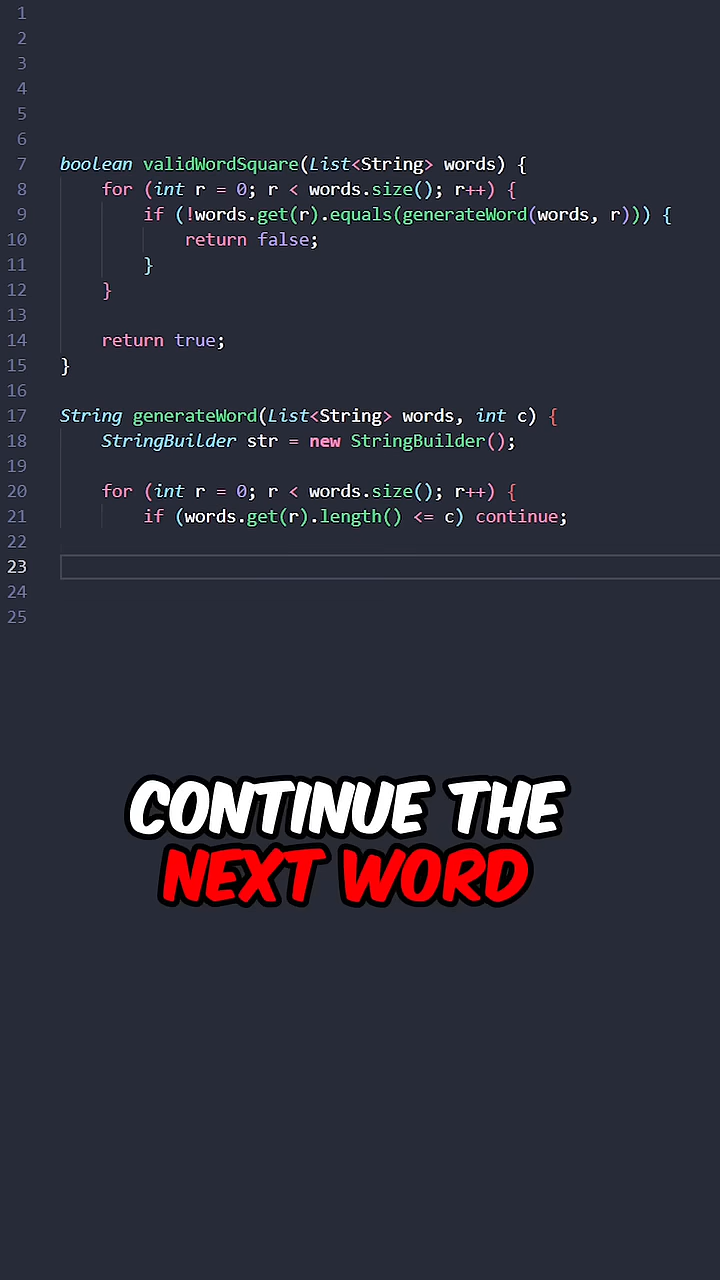 1
2
3
4
5
6
7 boolean validWordSquare(List<String> words) {
8     for (int r = 0; r < words.size(); r++) {
9         if (!words.get(r).equals(generateWord(words, r))) {
10             return false;
11         }
12     }
13
14     return true;
15 }
16
17 String generateWord(List<String> words, int c) {
18     StringBuilder str = new StringBuilder();
19
20     for (int r = 0; r < words.size(); r++) {
21         if (words.get(r).length() <= c) continue;
22
23
24
25
CONTINUE THE
NEXT WORD